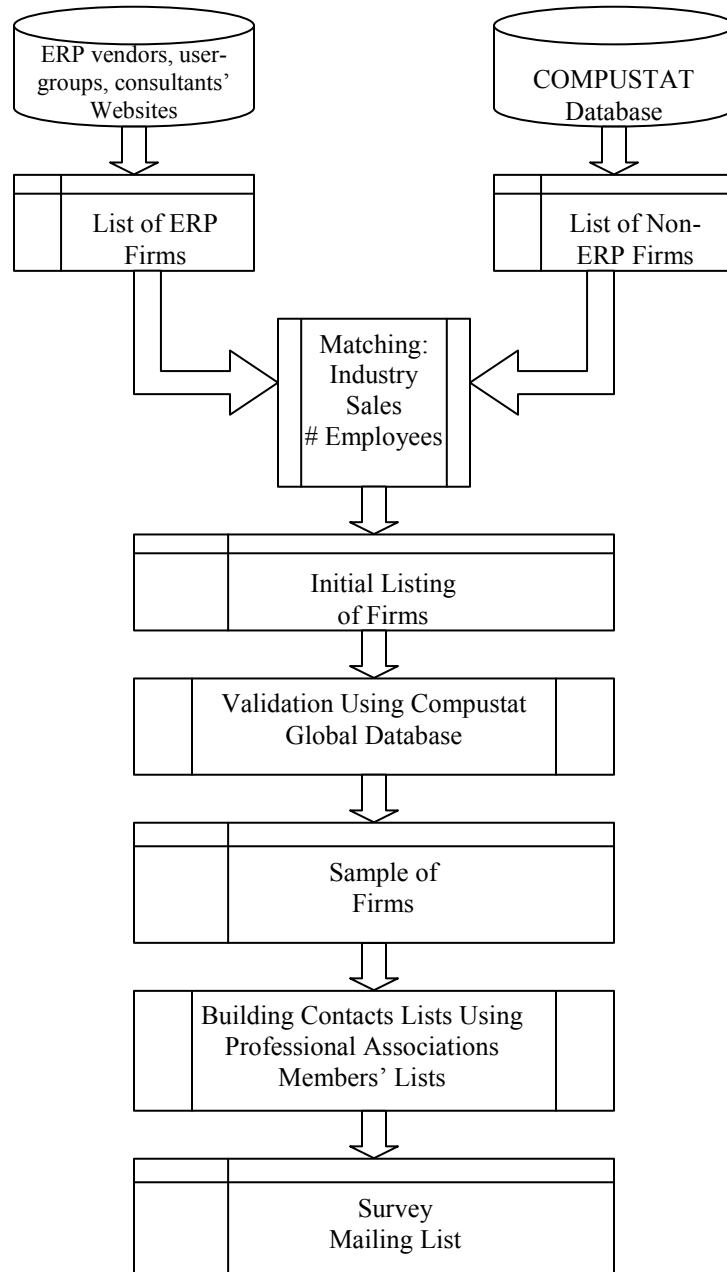 ERP vendors, user-
groups, consultants’
Websites
COMPUSTAT
Database
List of ERP
Firms
List of Non-
ERP Firms
Matching:
Industry
Sales
# Employees
Initial Listing
of Firms
Validation Using Compustat
Global Database
Sample of
Firms
Building Contacts Lists Using
Professional Associations
Members’ Lists
Survey
Mailing List